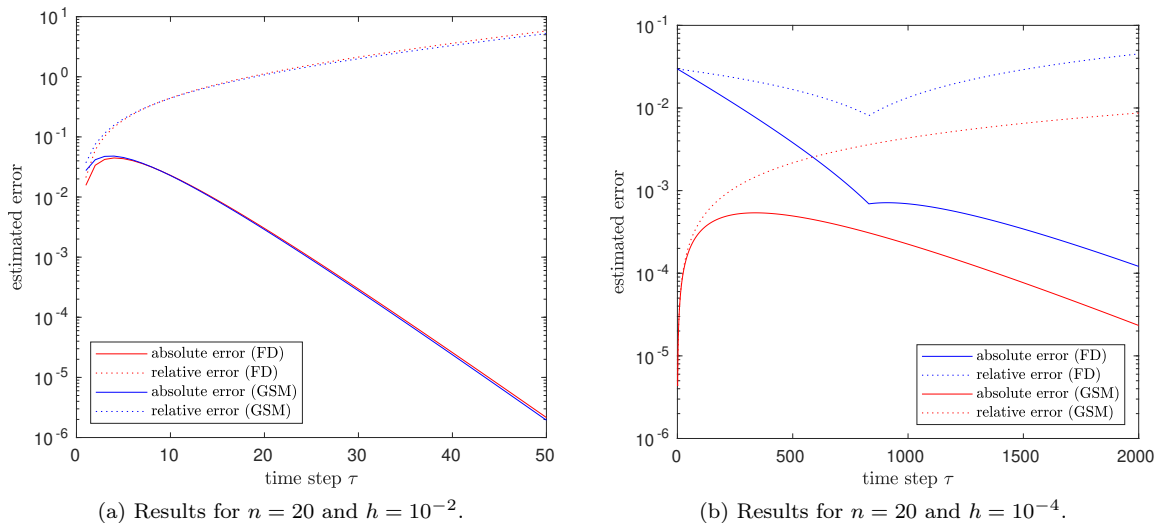 10^1
10^0
10^-1
10^-2
10^-3
10^-4
10^-5
10^-6
estimated error
0
10
20
30
40
50
time step τ
absolute error (FD)
relative error (FD)
absolute error (GSM)
relative error (GSM)
(a) Results for n = 20 and h = 10^-2.
10^-1
10^-2
10^-3
10^-4
10^-5
10^-6
estimated error
0
500
1000
1500
2000
time step τ
absolute error (FD)
relative error (FD)
absolute error (GSM)
relative error (GSM)
(b) Results for n = 20 and h = 10^-4.